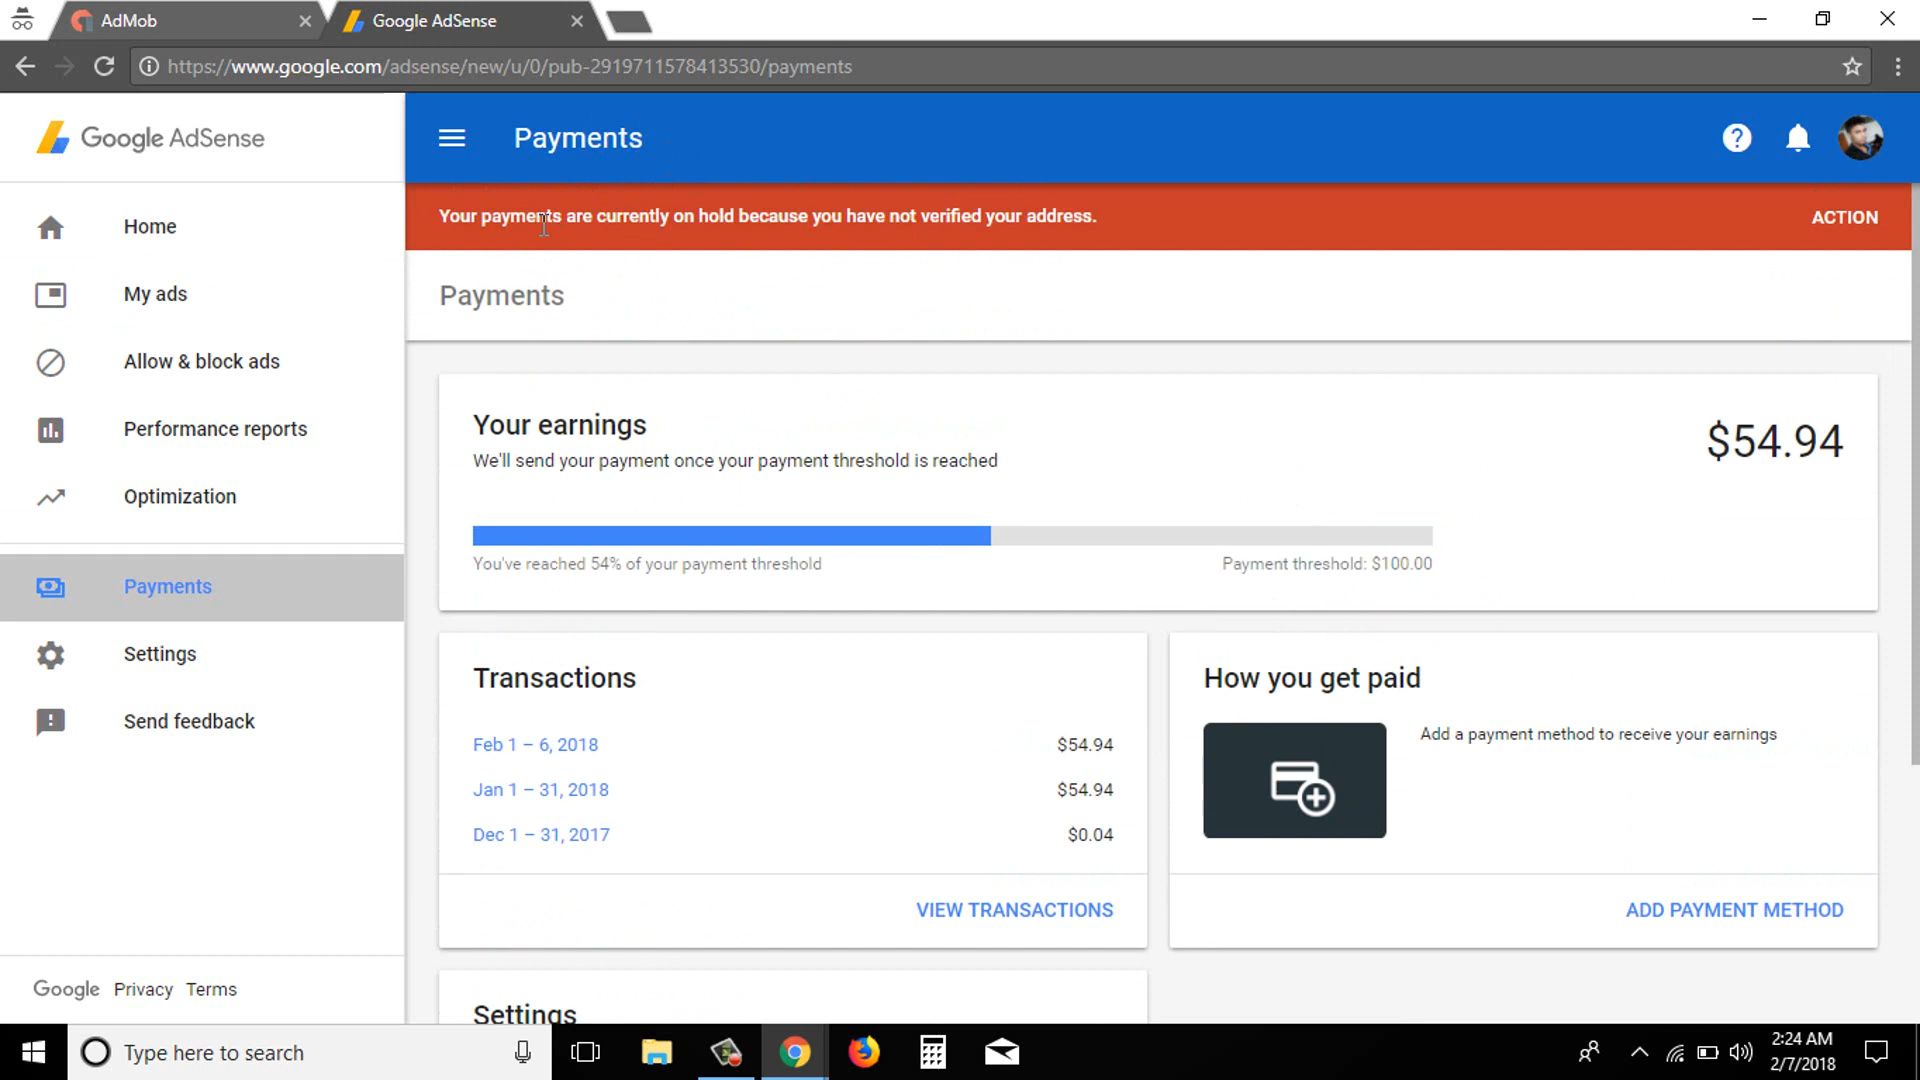 AdMob
Google AdSense
https://www.google.com/adsense/new/u/0/pub-2919711578413530/payments
Google AdSense
Payments
Your payments are currently on hold because you have not verified your address.
ACTION
Home
My ads
Allow & block ads
Performance reports
Optimization
Payments
Settings
Send feedback
Google Privacy Terms
Payments
Your earnings
$54.94
We'll send your payment once your payment threshold is reached
You've reached 54% of your payment threshold
Payment threshold: $100.00
Transactions
Feb 1 – 6, 2018 $54.94
Jan 1 – 31, 2018 $54.94
Dec 1 – 31, 2017 $0.04
VIEW TRANSACTIONS
How you get paid
Add a payment method to receive your earnings
ADD PAYMENT METHOD
Settings
Type here to search
2:24 AM
2/7/2018